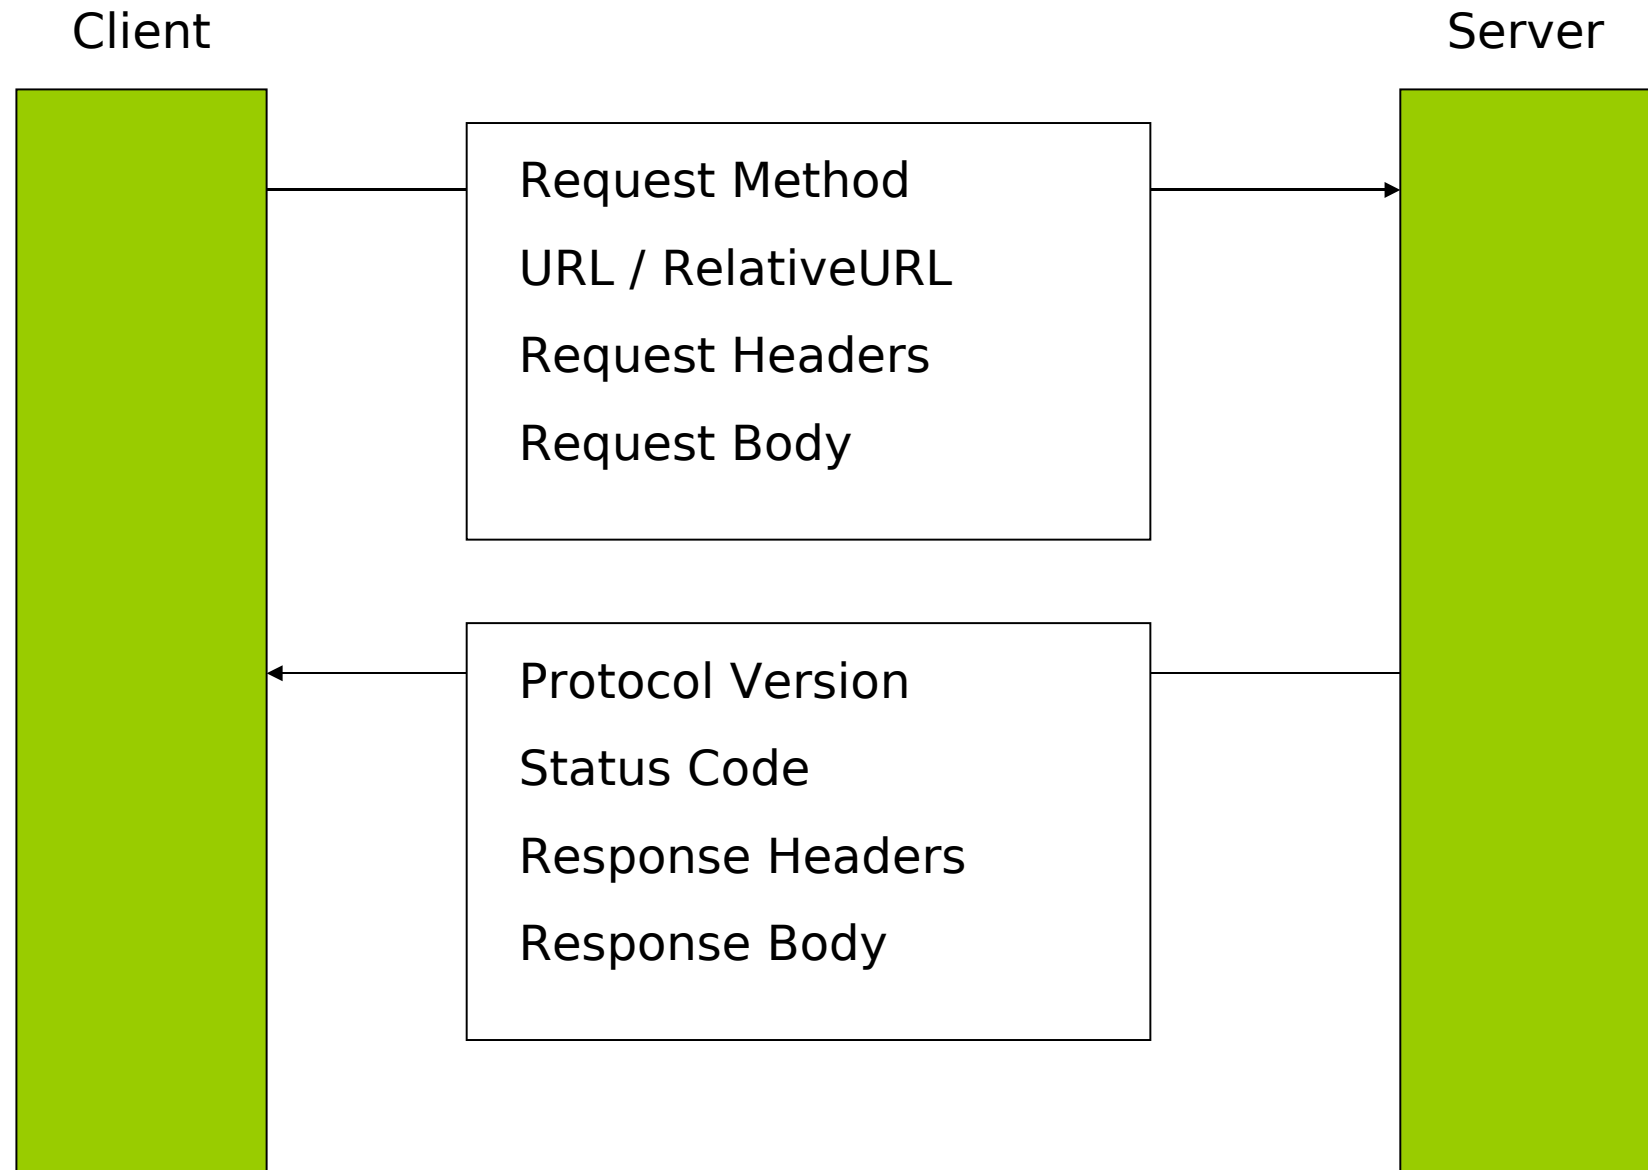 Client
Server
Request Method
URL / RelativeURL
Request Headers
Request Body
Protocol Version
Status Code
Response Headers
Response Body